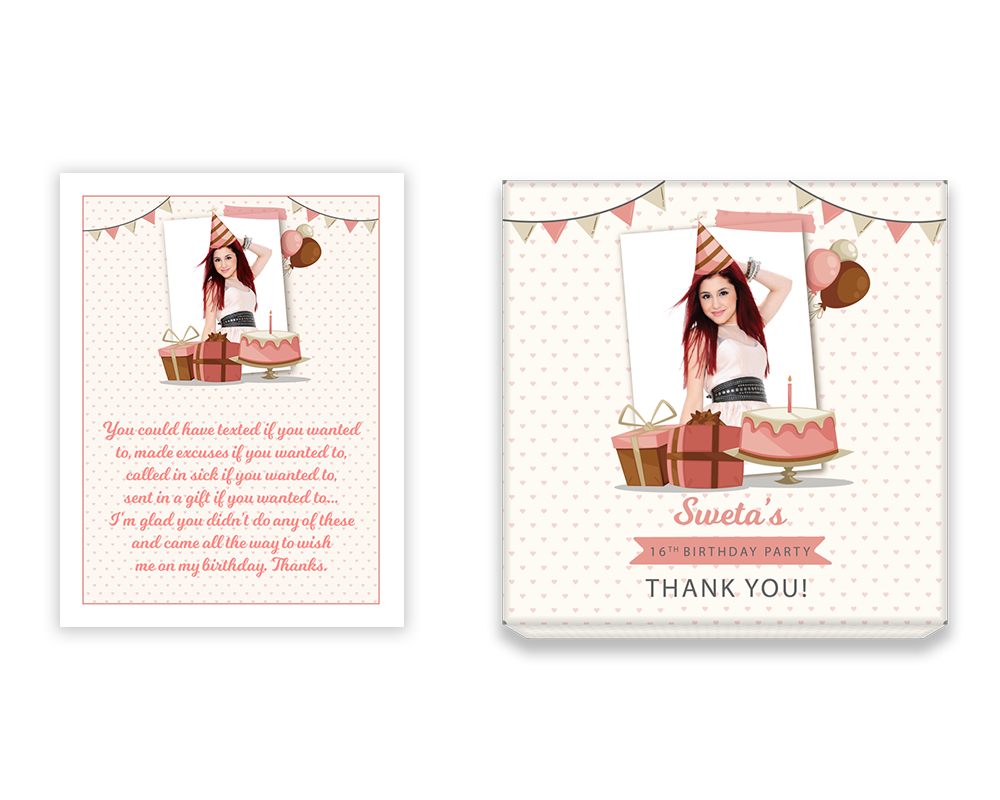 You could have texted if you wanted
to, made excuses if you wanted to,
called in sick if you wanted to,
sent in a gift if you wanted to...
I'm glad you didn't do any of these
and came all the way to wish
me on my birthday. Thanks.
Sweta's
16TH BIRTHDAY PARTY
THANK YOU!